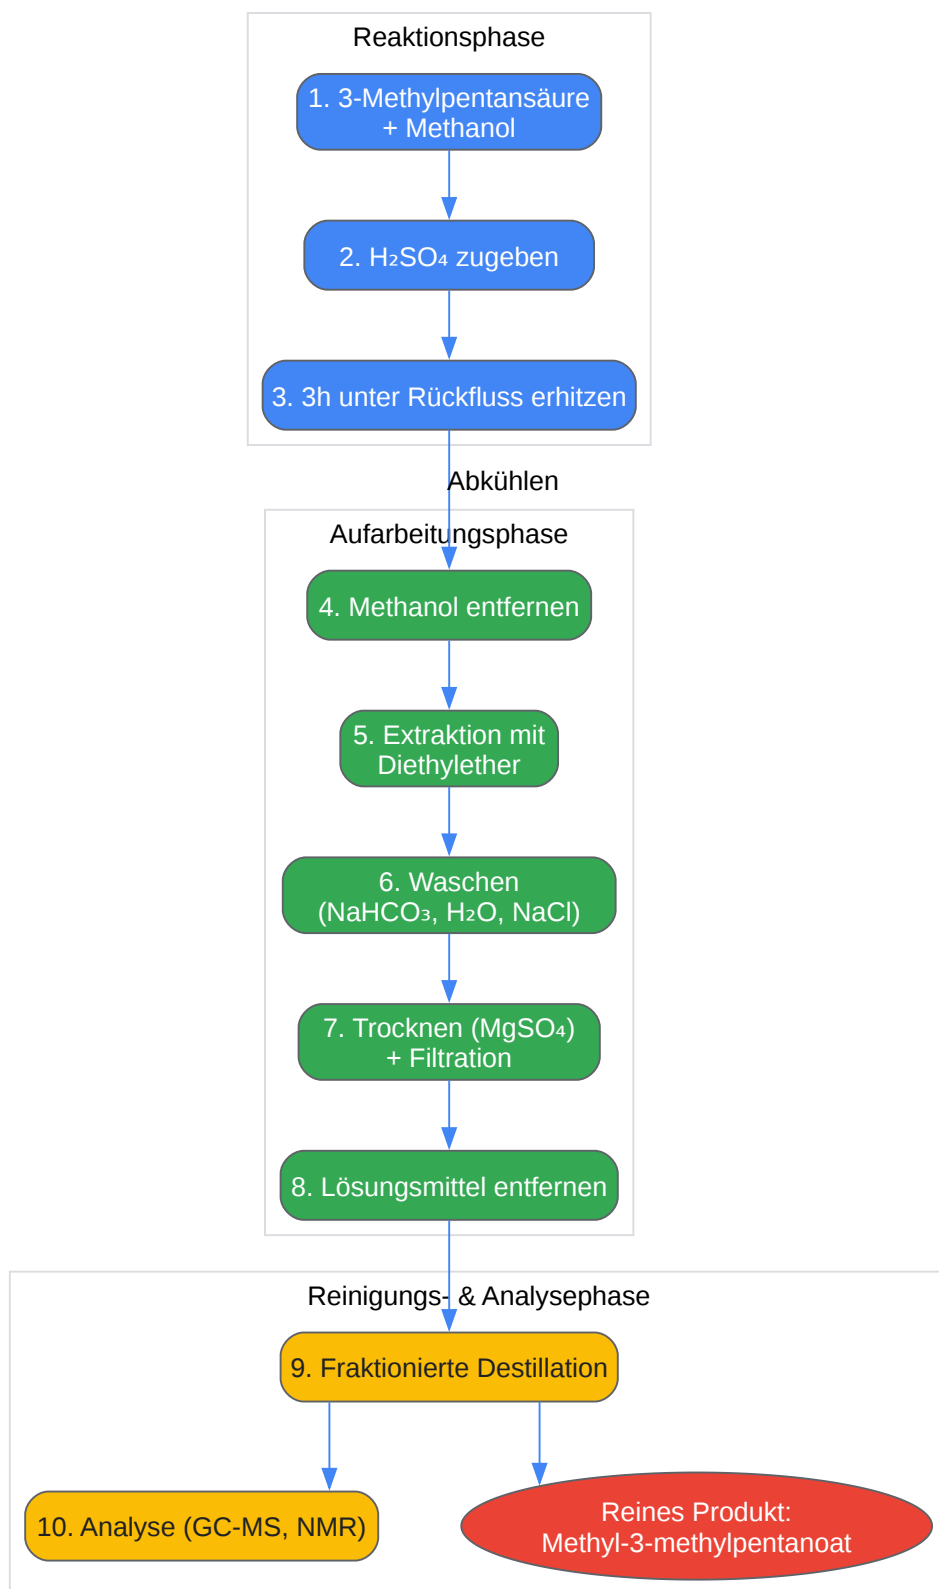 Reaktionsphase
1. 3-Methylpentansäure
+ Methanol
2. H₂SO₄ zugeben
3. 3h unter Rückfluss erhitzen
Abkühlen
Aufarbeitungsphase
4. Methanol entfernen
5. Extraktion mit
Diethylether
6. Waschen
(NaHCO₃, H₂O, NaCl)
7. Trocknen (MgSO₄)
+ Filtration
8. Lösungsmittel entfernen
Reinigungs- & Analysephase
9. Fraktionierte Destillation
10. Analyse (GC-MS, NMR)
Reines Produkt:
Methyl-3-methylpentanoat